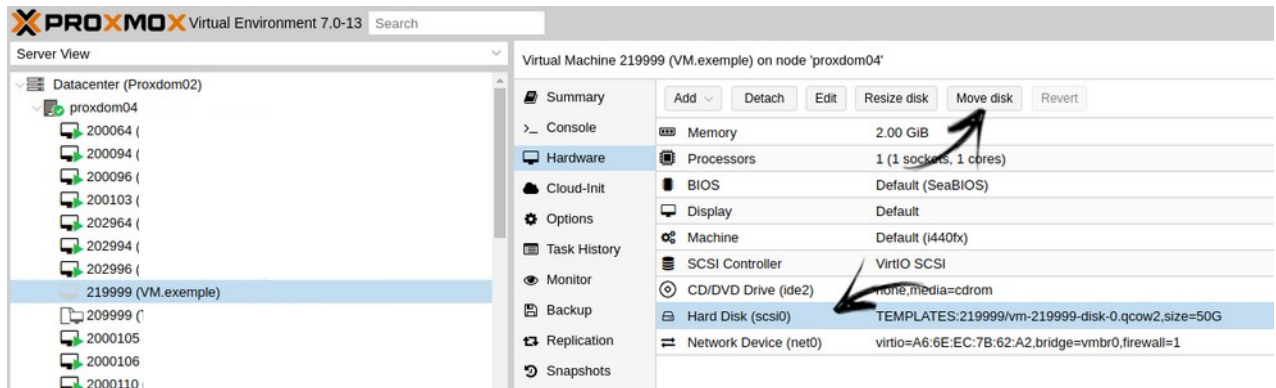 PROXMOX Virtual Environment 7.0-13 Search
Server View
Datacenter (Proxdom02)
proxdom04
200064 (
200094 (
200096 (
200103 (
202964 (
202994 (
202996 (
219999 (VM.exemple)
209999 (
2000105
2000106
2000110
Virtual Machine 219999 (VM.exemple) on node 'proxdom04'
Summary
Console
Hardware
Cloud-Init
Options
Task History
Monitor
Backup
Replication
Snapshots
Add Detach Edit Resize disk Move disk Revert
Memory 2.00 GiB
Processors 1 (1 sockets, 1 cores)
BIOS Default (SeaBIOS)
Display Default
Machine Default (i440fx)
SCSI Controller VirtIO SCSI
CD/DVD Drive (ide2) none,media=cdrom
Hard Disk (scsi0) TEMPLATES:219999/vm-219999-disk-0.qcow2,size=50G
Network Device (net0) virtio=A6:6E:EC:7B:62:A2,bridge=vmbr0,firewall=1